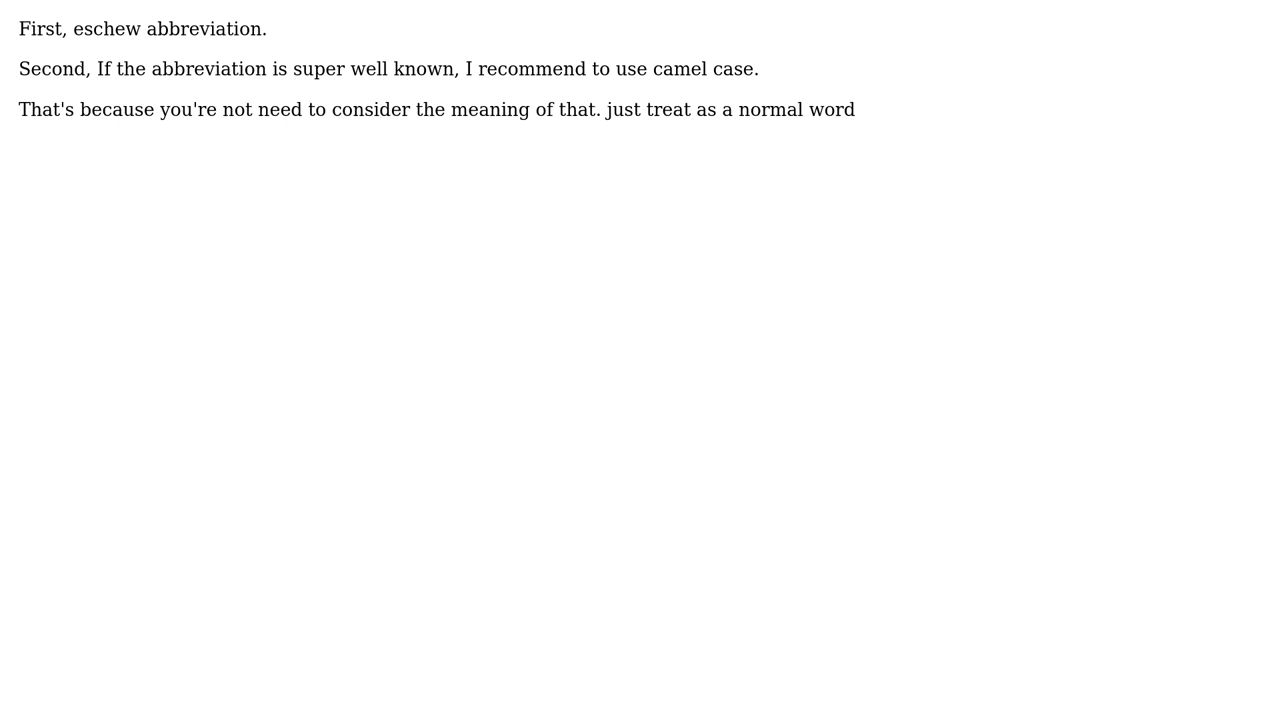 First, eschew abbreviation.
Second, If the abbreviation is super well known, I recommend to use camel case.
That's because you're not need to consider the meaning of that. just treat as a normal word